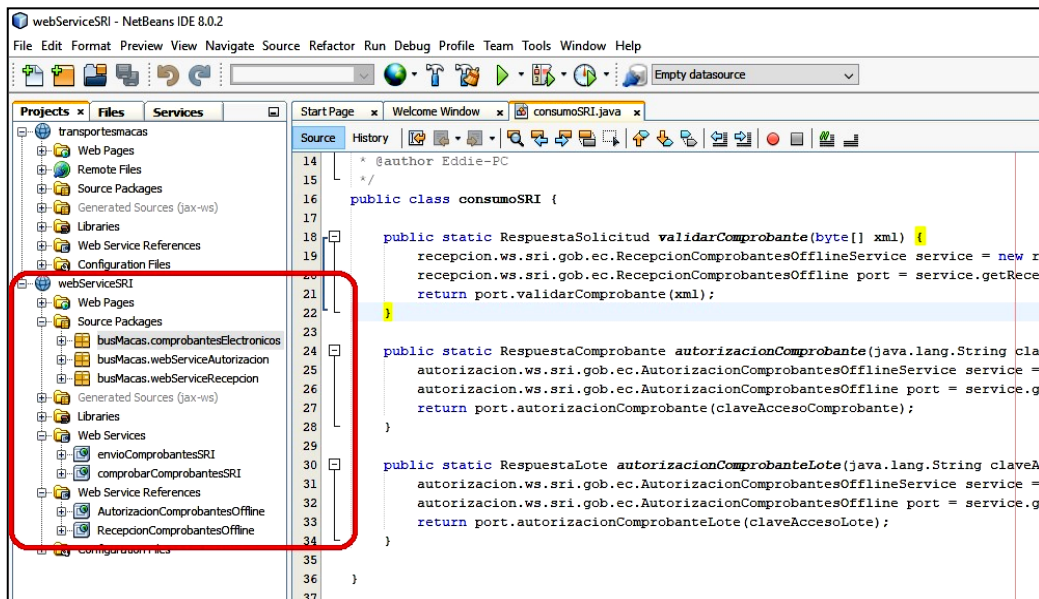 webServiceSRI - NetBeans IDE 8.0.2
File Edit Format Preview View Navigate Source Refactor Run Debug Profile Team Tools Window Help
Empty datasource
Projects x Files Services
transportesmacas
Web Pages
Remote Files
Source Packages
Generated Sources (jax-ws)
Libraries
Web Service References
Configuration Files
webServiceSRI
Web Pages
Source Packages
busMacas.comprobantesElectronicos
busMacas.webServiceAutorizacion
busMacas.webServiceRecepcion
Generated Sources (jax-ws)
Libraries
Web Services
envioComprobantesSRI
comprobarComprobantesSRI
Web Service References
AutorizacionComprobantesOffline
RecepcionComprobantesOffline
Configuration Files
Start Page x Welcome Window x consumoSRI.java x
Source History
14 * @author Eddie-PC
15 */
16 public class consumoSRI {
17
18 public static RespuestaSolicitud validarComprobante(byte[] xml) {
19 recepcion.ws.sri.gob.ec.RecepcionComprobantesOfflineService service = new r
20 recepcion.ws.sri.gob.ec.RecepcionComprobantesOffline port = service.getRece
21 return port.validarComprobante(xml);
22 }
23
24 public static RespuestaComprobante autorizacionComprobante(java.lang.String cla
25 autorizacion.ws.sri.gob.ec.AutorizacionComprobantesOfflineService service =
26 autorizacion.ws.sri.gob.ec.AutorizacionComprobantesOffline port = service.g
27 return port.autorizacionComprobante(claveAccesoComprobante);
28 }
29
30 public static RespuestaLote autorizacionComprobanteLote(java.lang.String claveA
31 autorizacion.ws.sri.gob.ec.AutorizacionComprobantesOfflineService service =
32 autorizacion.ws.sri.gob.ec.AutorizacionComprobantesOffline port = service.g
33 return port.autorizacionComprobanteLote(claveAccesoLote);
34 }
35
36 }
37